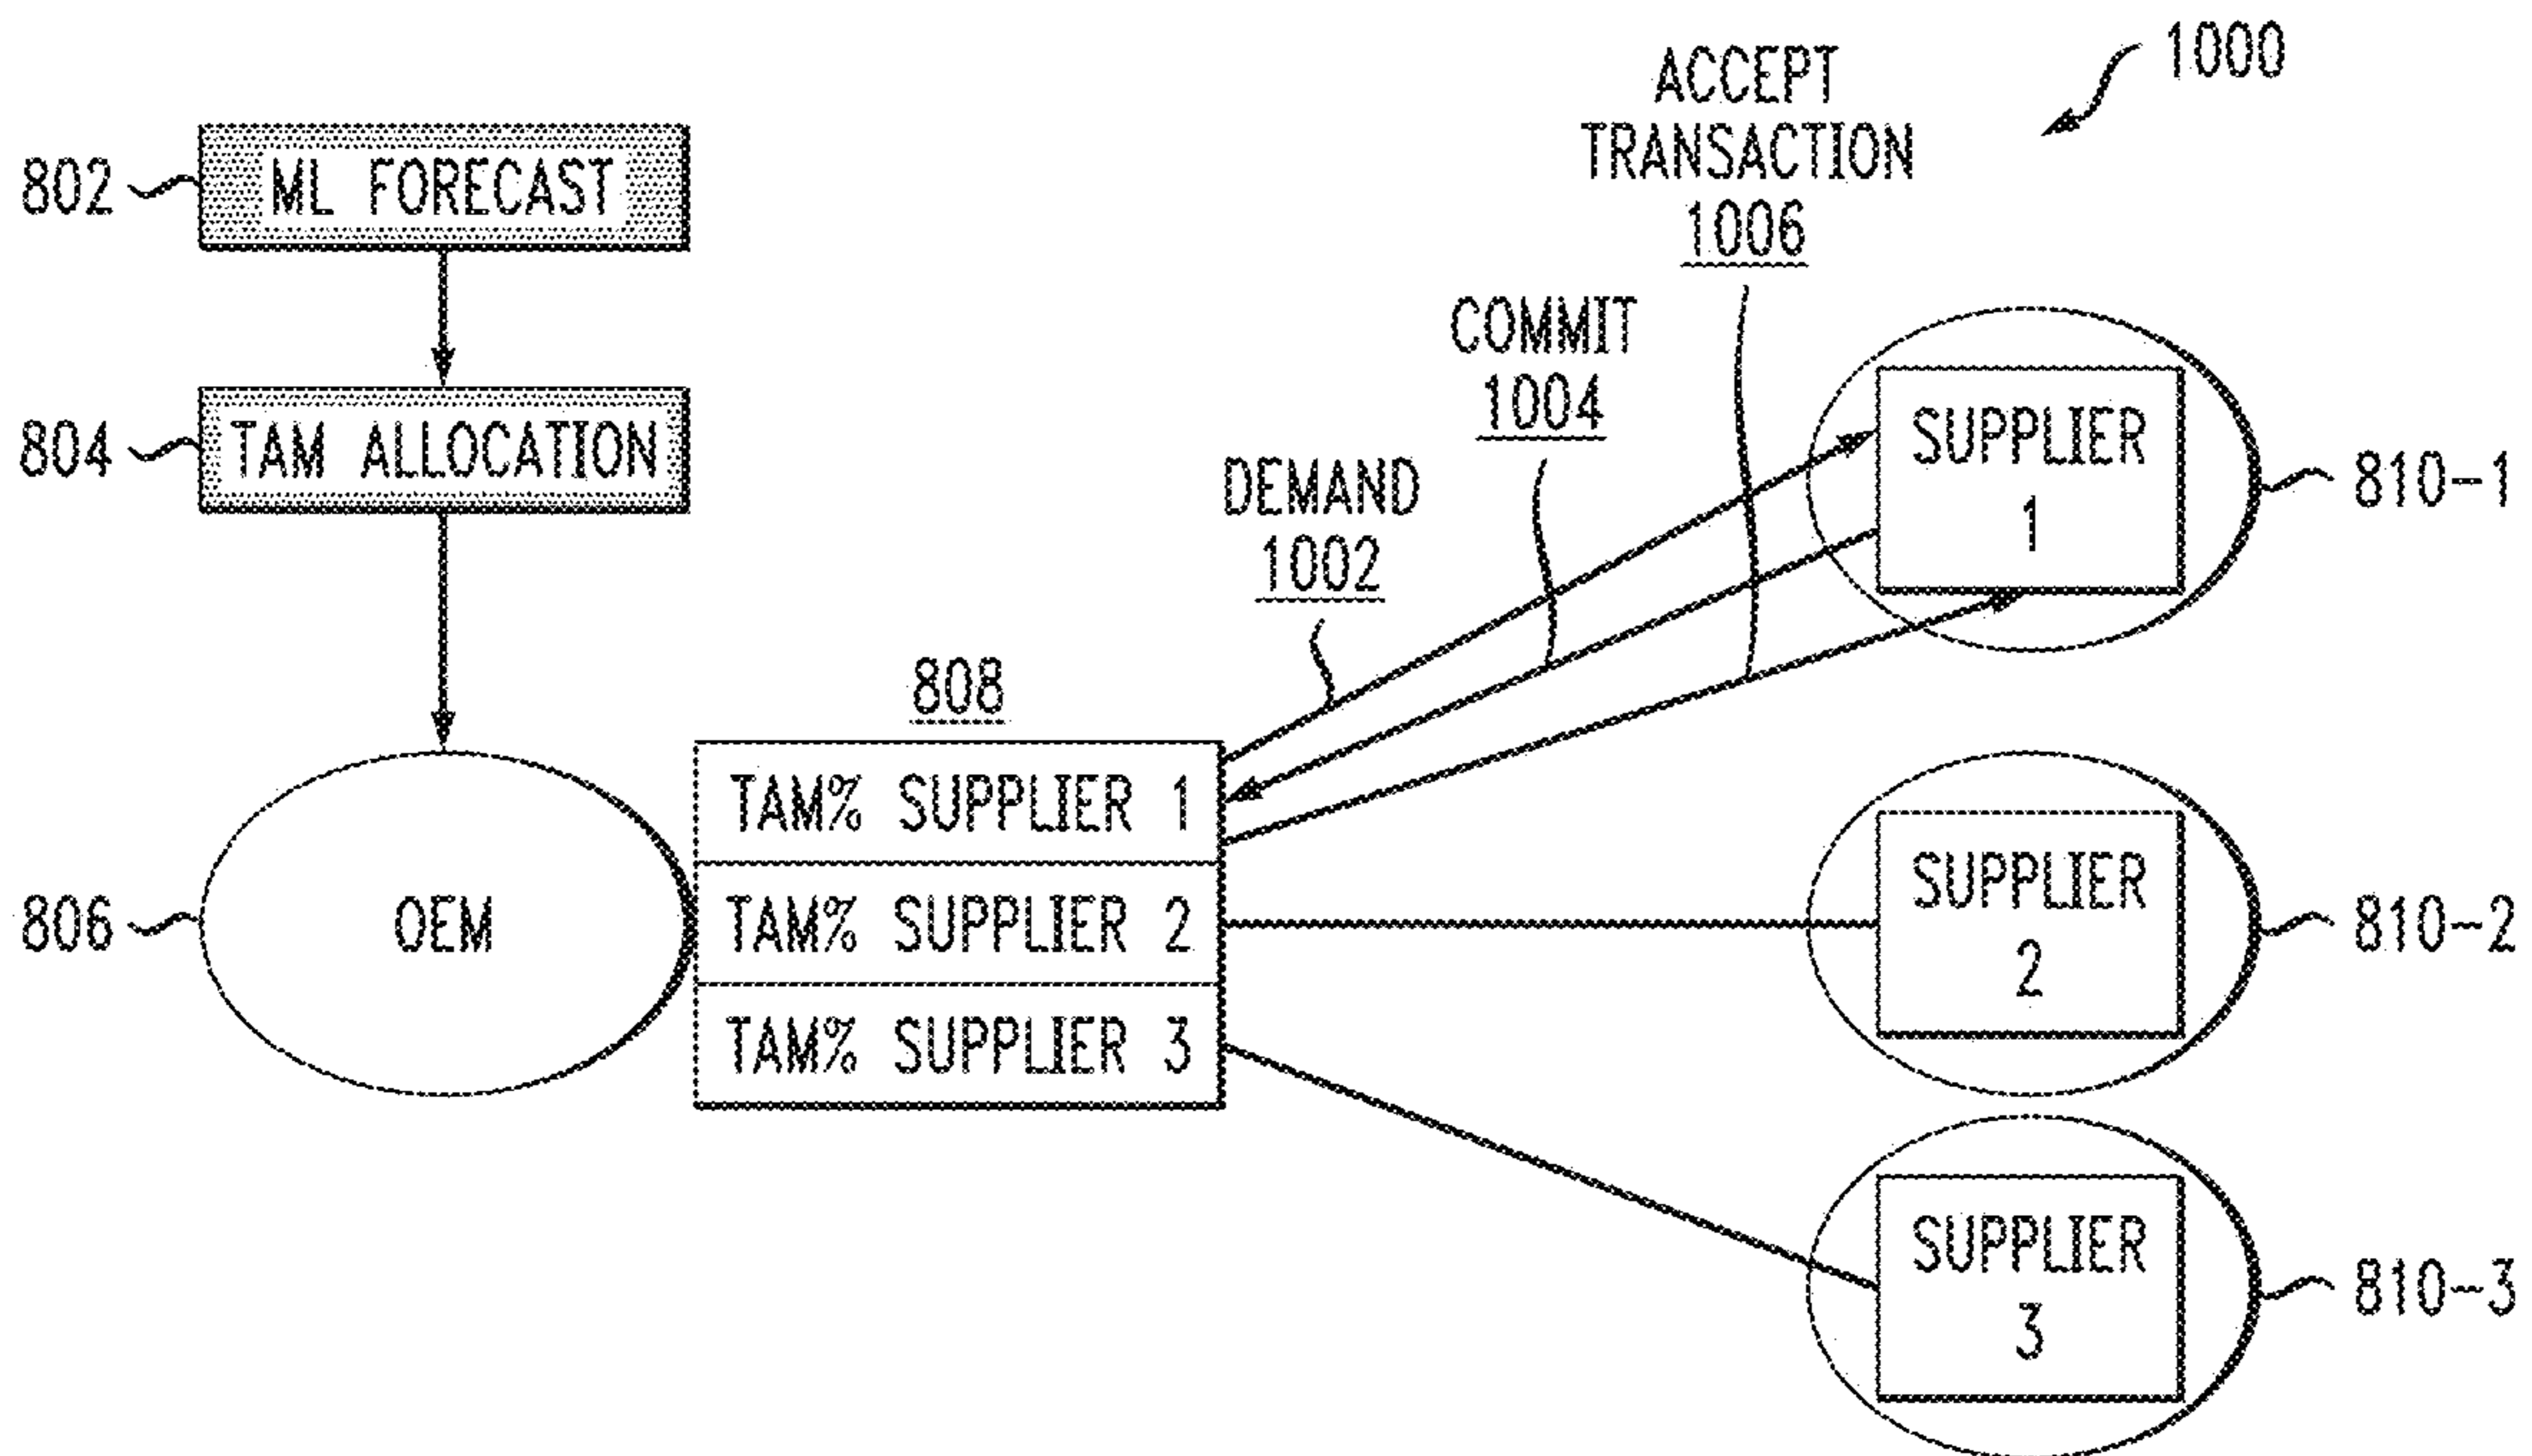 1000
ACCEPT
TRANSACTION
1006
802
ML FORECAST
COMMIT
1004
804
TAM ALLOCATION
DEMAND
1002
SUPPLIER
1
810-1
808
TAM% SUPPLIER 1
TAM% SUPPLIER 2
TAM% SUPPLIER 3
806
OEM
SUPPLIER
2
810-2
SUPPLIER
3
810-3